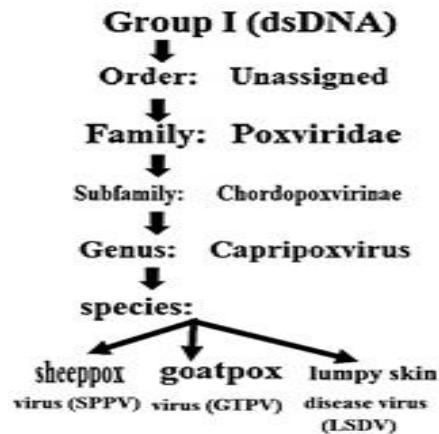 Group I (dsDNA)
Order: Unassigned
Family: Poxviridae
Subfamily: Chordopoxvirinae
Genus: Capripoxvirus
species:
sheeppox goatpox lumpy skin
virus (SPPV) virus (GTPV) disease virus
(LSDV)